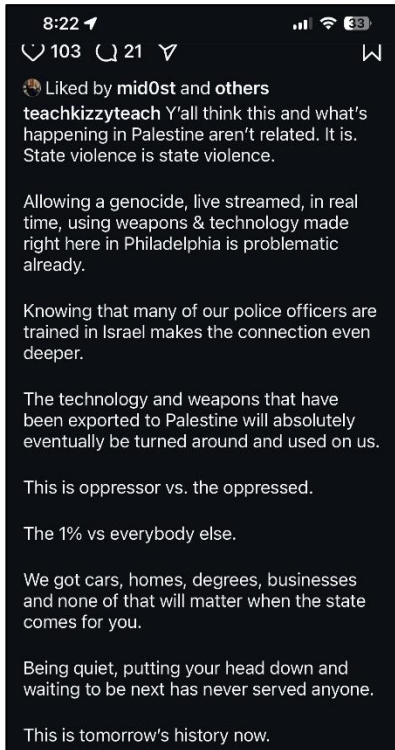 8:22
33
103 21
Liked by mid0st and others
teachkizzyteach Y'all think this and what's
happening in Palestine aren't related. It is.
State violence is state violence.
Allowing a genocide, live streamed, in real
time, using weapons & technology made
right here in Philadelphia is problematic
already.
Knowing that many of our police officers are
trained in Israel makes the connection even
deeper.
The technology and weapons that have
been exported to Palestine will absolutely
eventually be turned around and used on us.
This is oppressor vs. the oppressed.
The 1% vs everybody else.
We got cars, homes, degrees, businesses
and none of that will matter when the state
comes for you.
Being quiet, putting your head down and
waiting to be next has never served anyone.
This is tomorrow's history now.